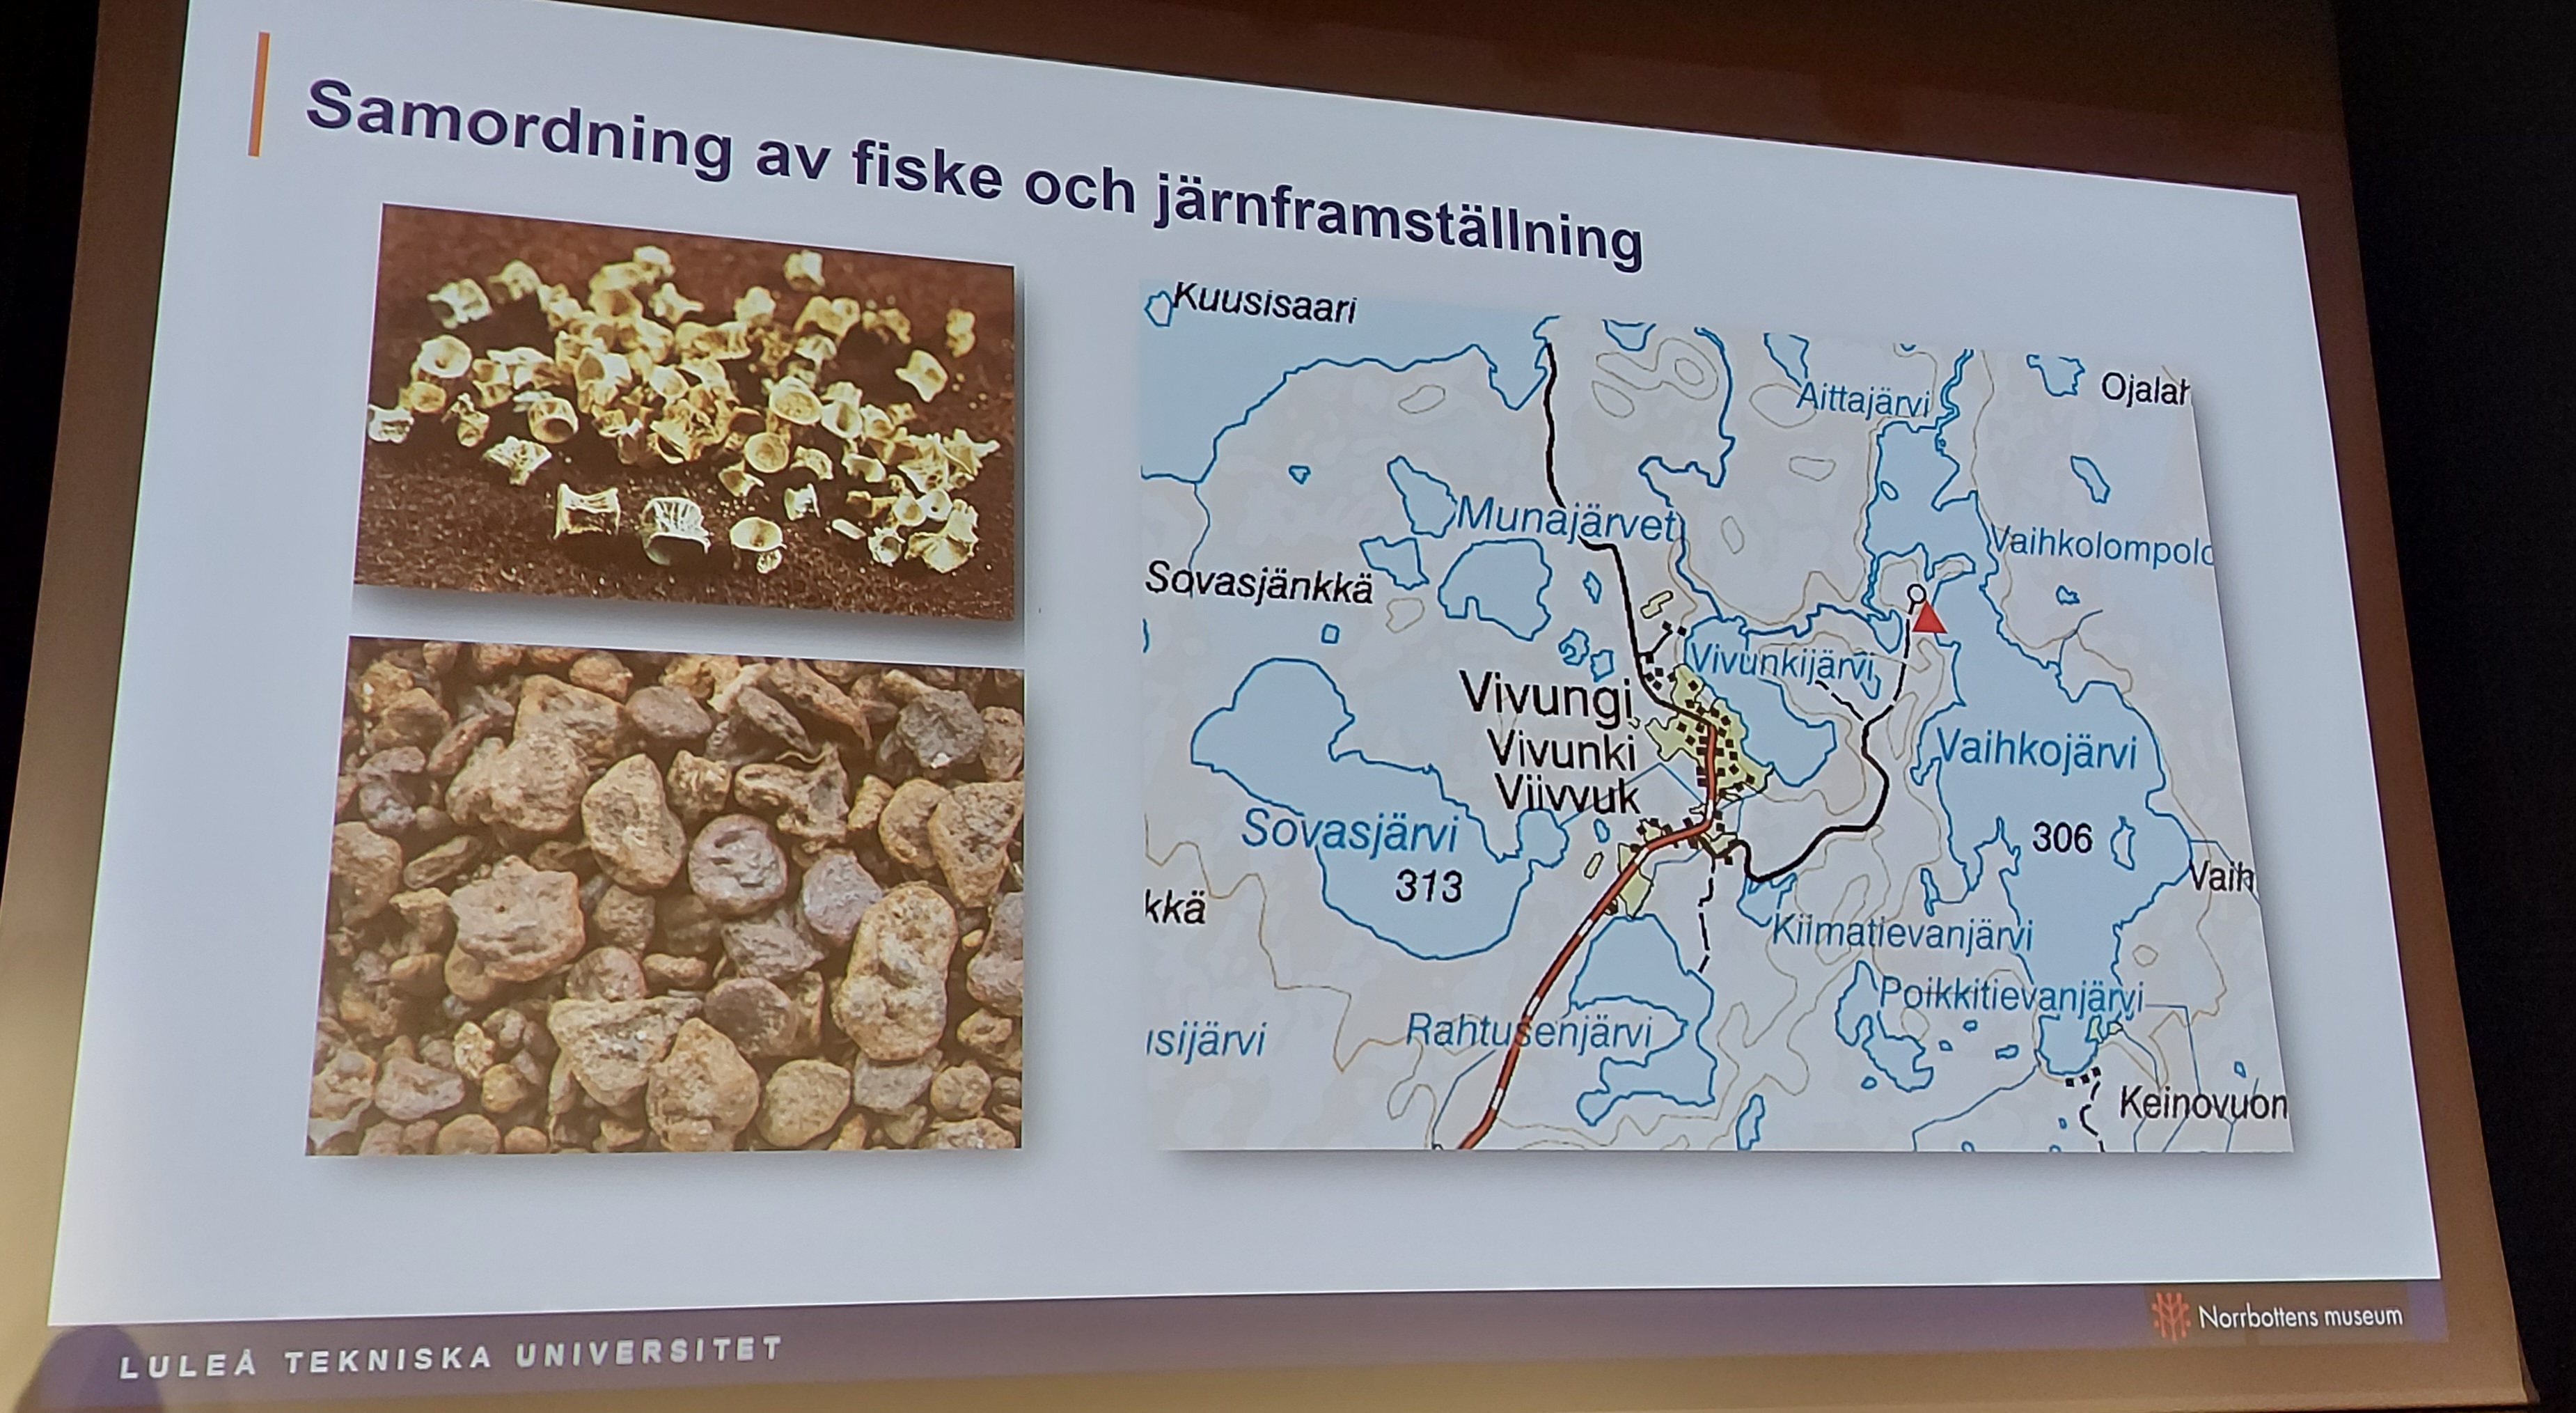 Samordning av fiske och järnframställning
Kuusisaari
Aittajärvi
Ojalat
Munajärvet
Vaihkolompolo
Sovasjänkkä
Vivunkijärvi
Vivungi
Vivunki
Viivvuk
Vaihkojärvi
Sovasjärvi
306
313
Vaih
kkä
Kiimatievanjärvi
Poikkitievanjärvi
Rahtusenjärvi
ısijärvi
Keinovuon
LULEÅ TEKNISKA UNIVERSITET
Norrbottens museum